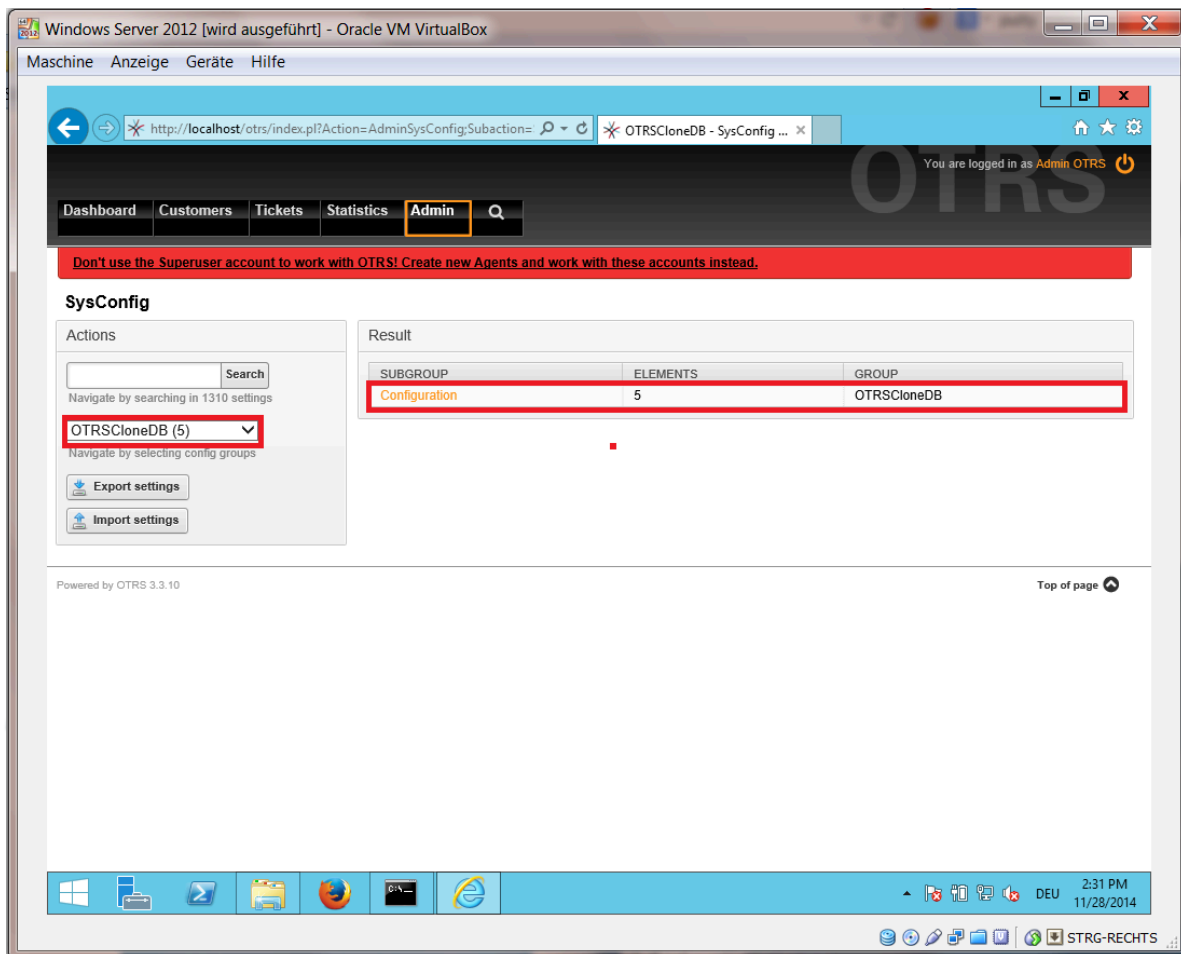 Windows Server 2012 [wird ausgeführt] - Oracle VM VirtualBox
Maschine Anzeige Geräte Hilfe
http://localhost/otrs/index.pl?Action=AdminSysConfig;Subaction=
OTRSCloneDB - SysConfig ...
OTRS
You are logged in as Admin OTRS
Dashboard Customers Tickets Statistics Admin
Don't use the Superuser account to work with OTRS! Create new Agents and work with these accounts instead.
SysConfig
Actions
Search
Navigate by searching in 1310 settings
OTRSCloneDB (5)
Navigate by selecting config groups
Export settings
Import settings
Result
SUBGROUP ELEMENTS GROUP
Configuration 5 OTRSCloneDB
Powered by OTRS 3.3.10
Top of page
DEU
2:31 PM
11/28/2014
STRG-RECHTS